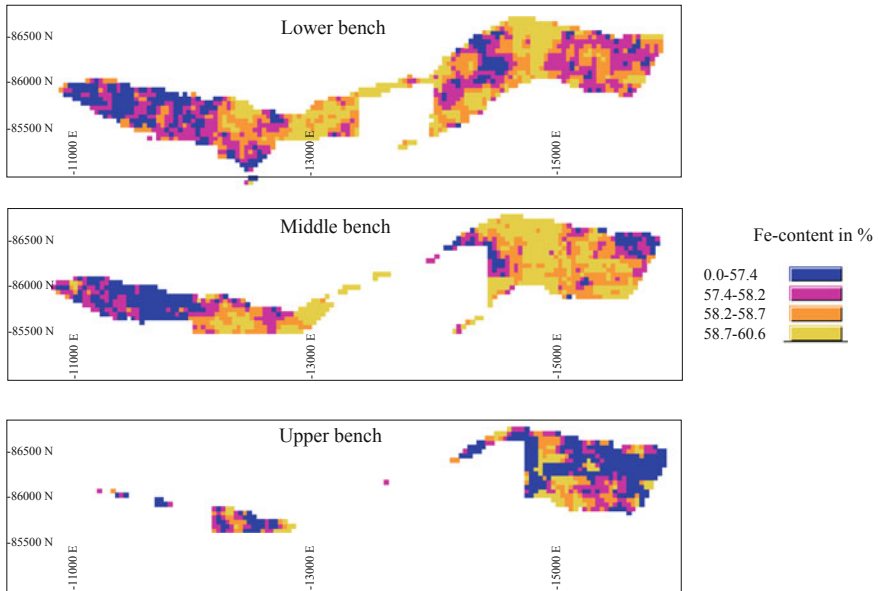 Lower bench
-86500 N
-86000 N
-85500 N
-11000 E
-13000 E
-15000 E
Middle bench
-86500 N
-86000 N
-85500 N
-11000 E
-13000 E
-15000 E
Fe-content in %
0.0-57.4
57.4-58.2
58.2-58.7
58.7-60.6
Upper bench
-86500 N
-86000 N
-85500 N
-11000 E
-13000 E
-15000 E